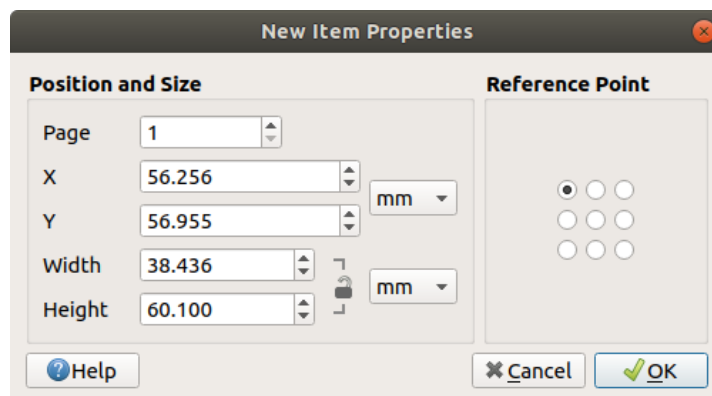 New Item Properties
Position and Size
Reference Point
Page 1
X 56.256
mm
Y 56.955
Width 38.436
mm
Height 60.100
Help
Cancel
OK